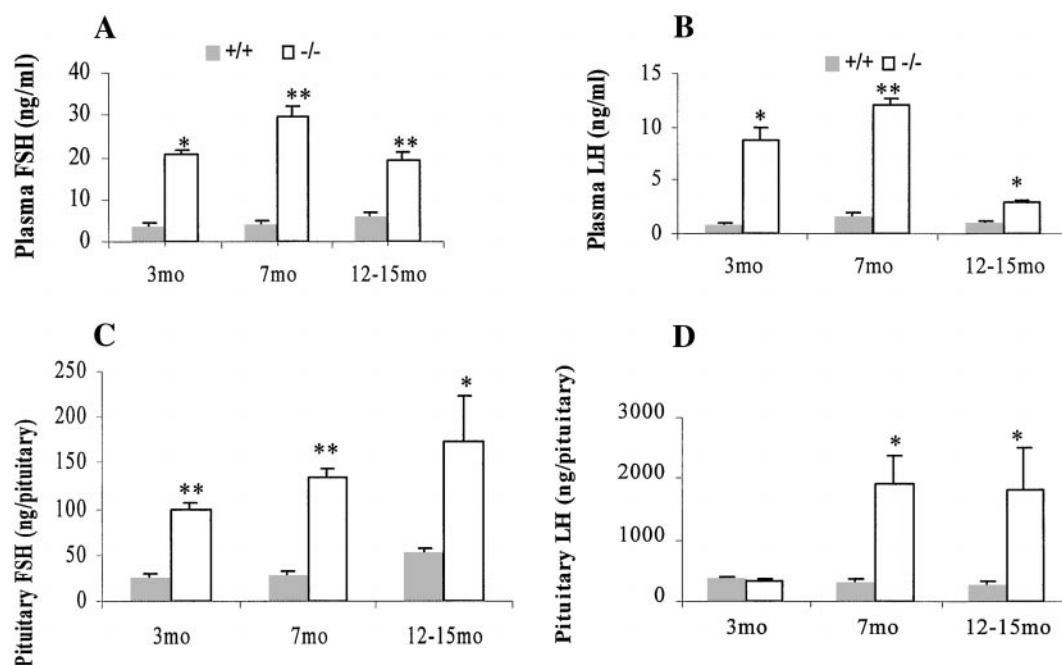 A
+/+ -/-
Plasma FSH (ng/ml)
40
30
20
10
0
*
**
**
3mo 7mo 12-15mo
B
+/+ -/-
Plasma LH (ng/ml)
15
10
5
0
*
**
*
3mo 7mo 12-15mo
C
Pituitary FSH (ng/pituitary)
250
200
150
100
50
0
**
**
*
3mo 7mo 12-15mo
D
Pituitary LH (ng/pituitary)
3000
2000
1000
0
*
*
3mo 7mo 12-15mo